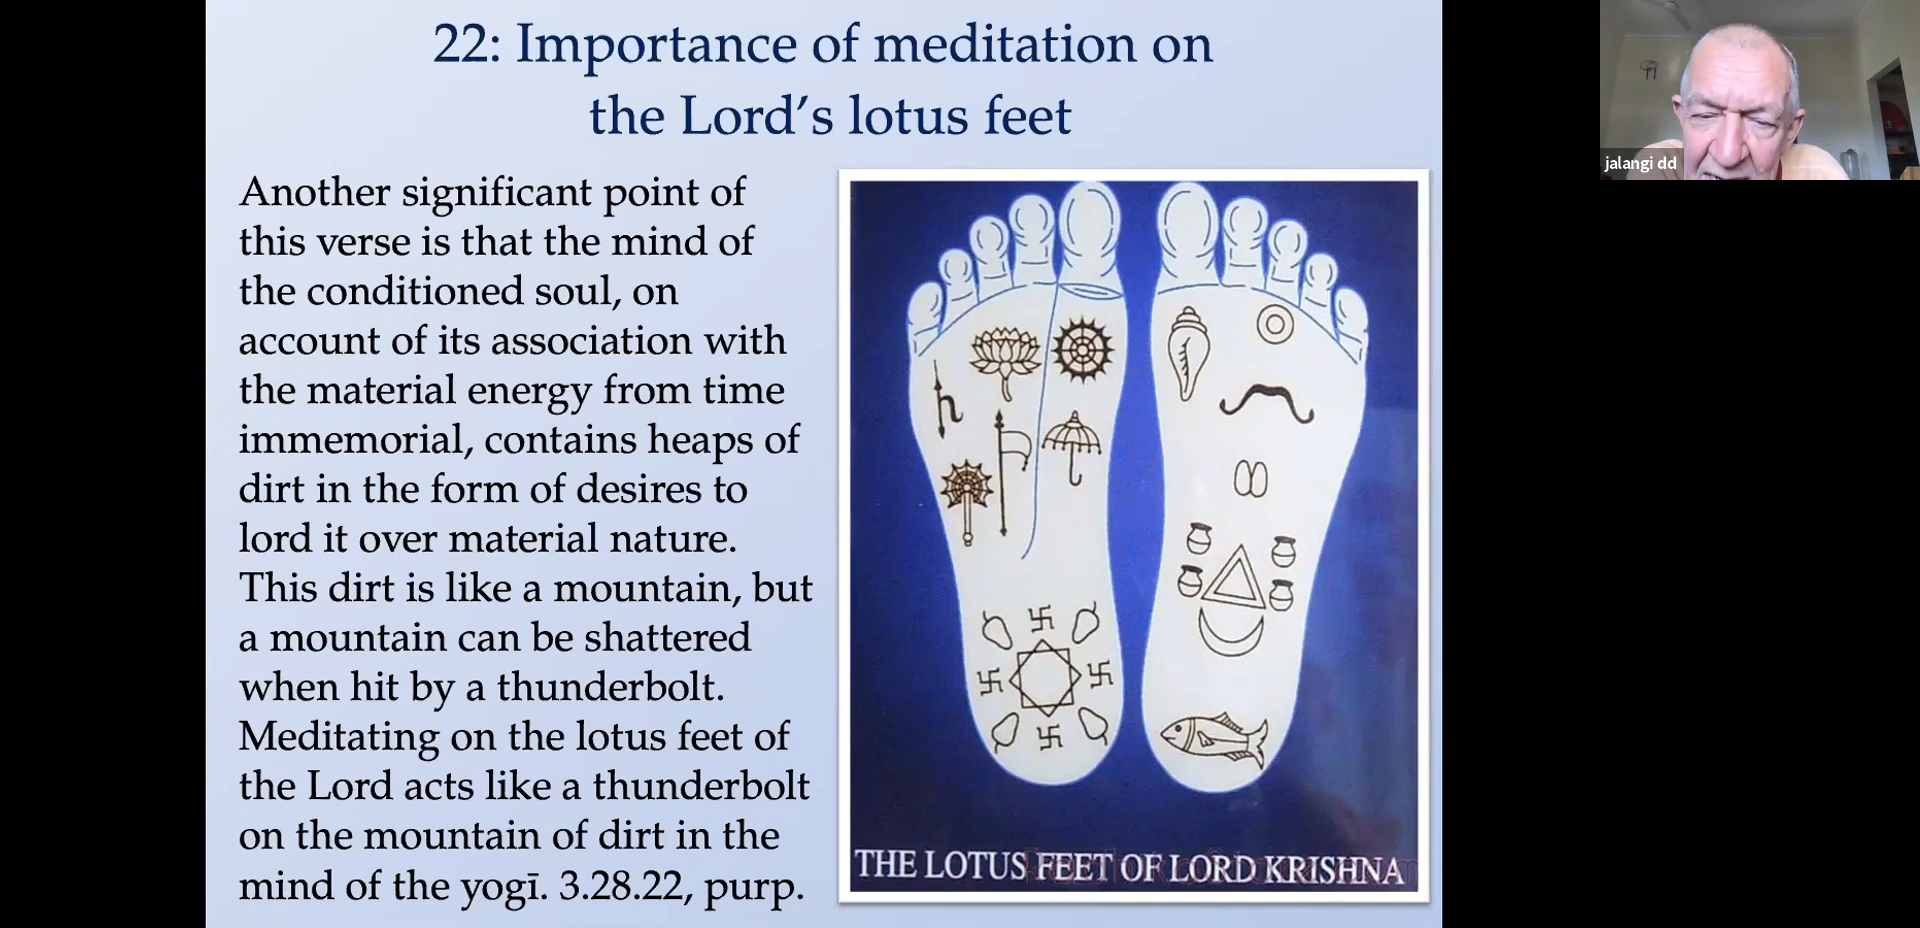 22: Importance of meditation on
the Lord’s lotus feet
Another significant point of
this verse is that the mind of
the conditioned soul, on
account of its association with
the material energy from time
immemorial, contains heaps of
dirt in the form of desires to
lord it over material nature.
This dirt is like a mountain, but
a mountain can be shattered
when hit by a thunderbolt.
Meditating on the lotus feet of
the Lord acts like a thunderbolt
on the mountain of dirt in the
mind of the yogī. 3.28.22, purp.
THE LOTUS FEET OF LORD KRISHNA
jalangi dd